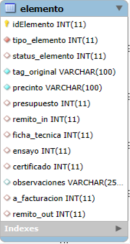 elemento
idElemento INT(11)
tipo_elemento INT(11)
status_elemento INT(11)
tag_original VARCHAR(100)
precinto VARCHAR(100)
presupuesto INT(11)
remito_in INT(11)
ficha_tecnica INT(11)
ensayo INT(11)
certificado INT(11)
observaciones VARCHAR(25...
a_facturacion INT(11)
remito_out INT(11)
Indexes